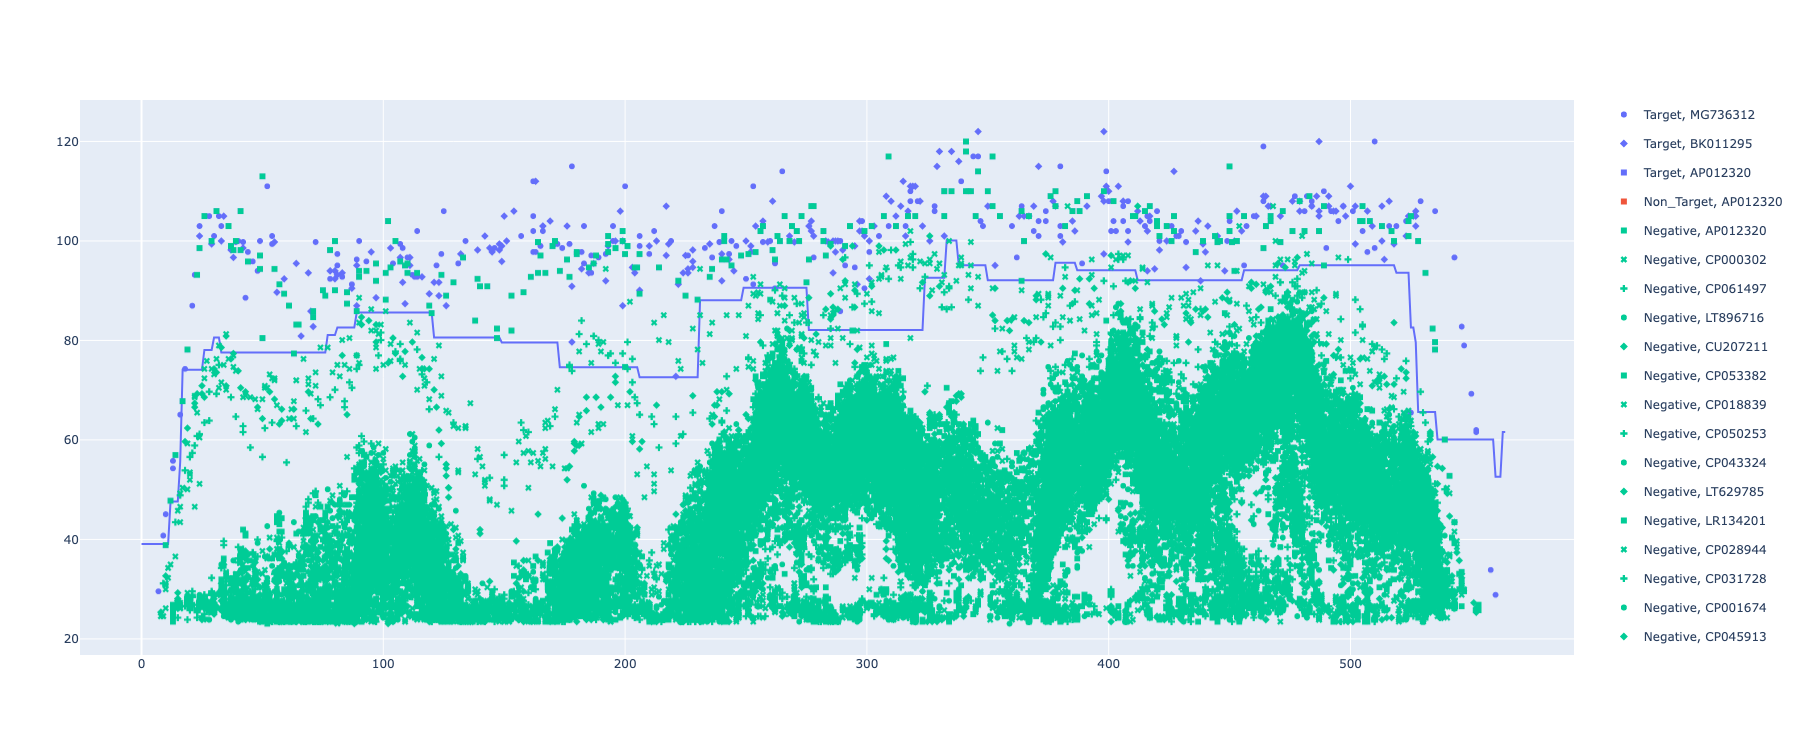 120
100
80
60
40
20
0
100
200
300
400
500
Target, MG736312
Target, BK011295
Target, AP012320
Non_Target, AP012320
Negative, AP012320
Negative, CP000302
Negative, CP061497
Negative, LT896716
Negative, CU207211
Negative, CP053382
Negative, CP018839
Negative, CP050253
Negative, CP043324
Negative, LT629785
Negative, LR134201
Negative, CP028944
Negative, CP031728
Negative, CP001674
Negative, CP045913